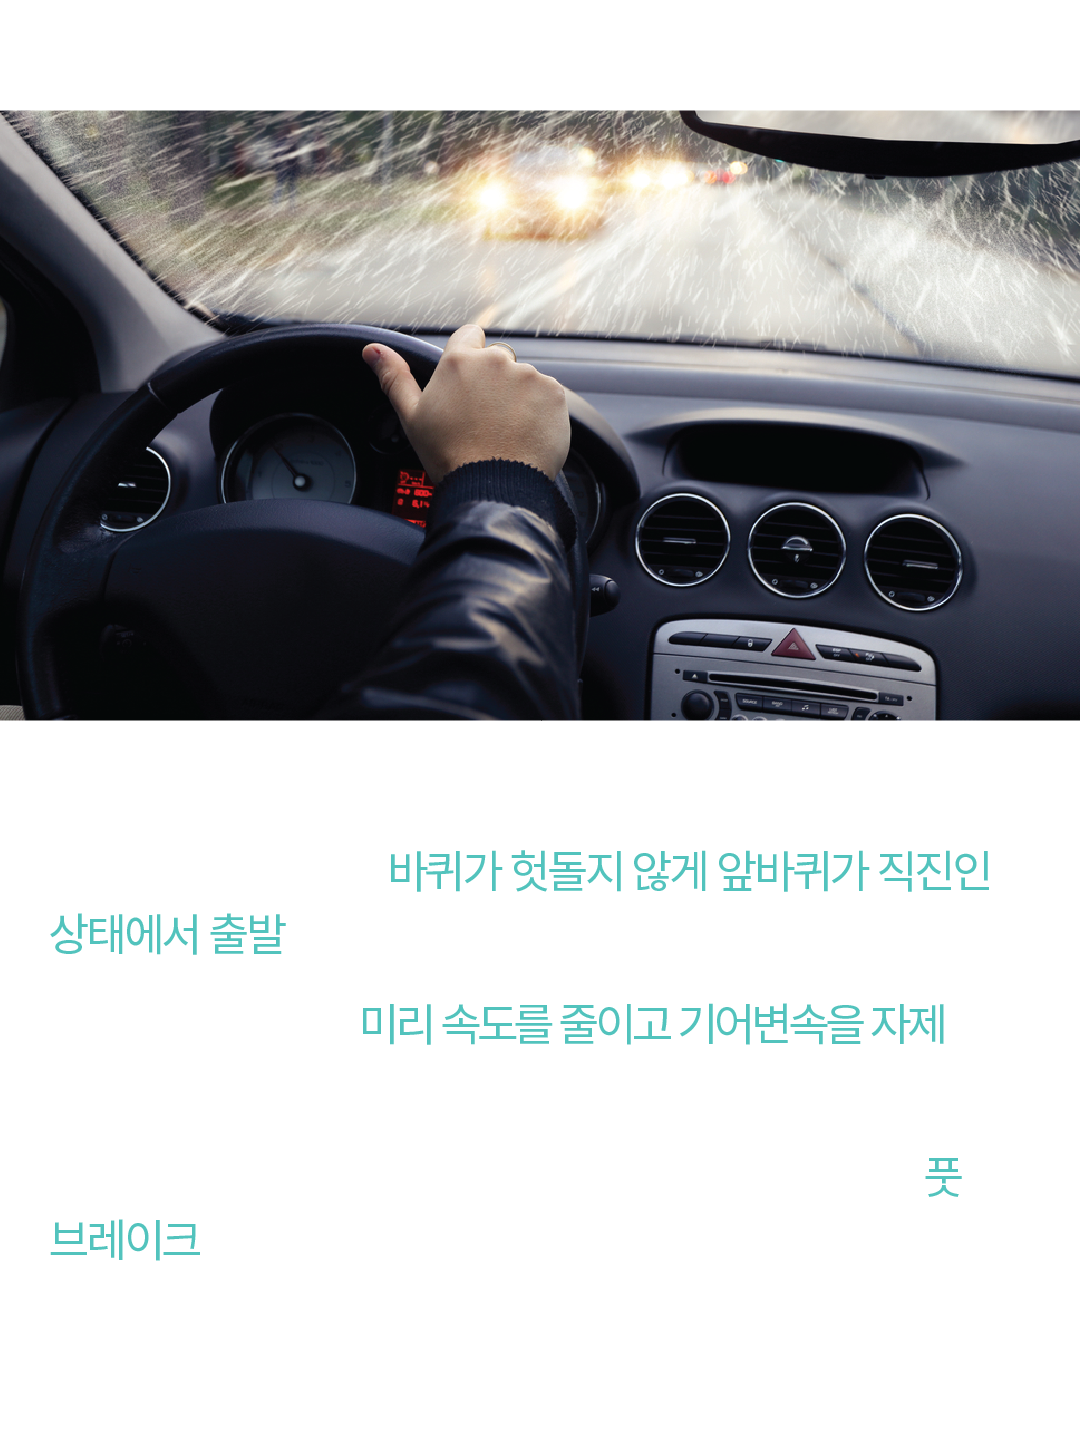 바퀴가 헛돌지 않게 앞바퀴가 직진인
상태에서 출발
미리 속도를 줄이고 기어변속을 자제
풋
브레이크